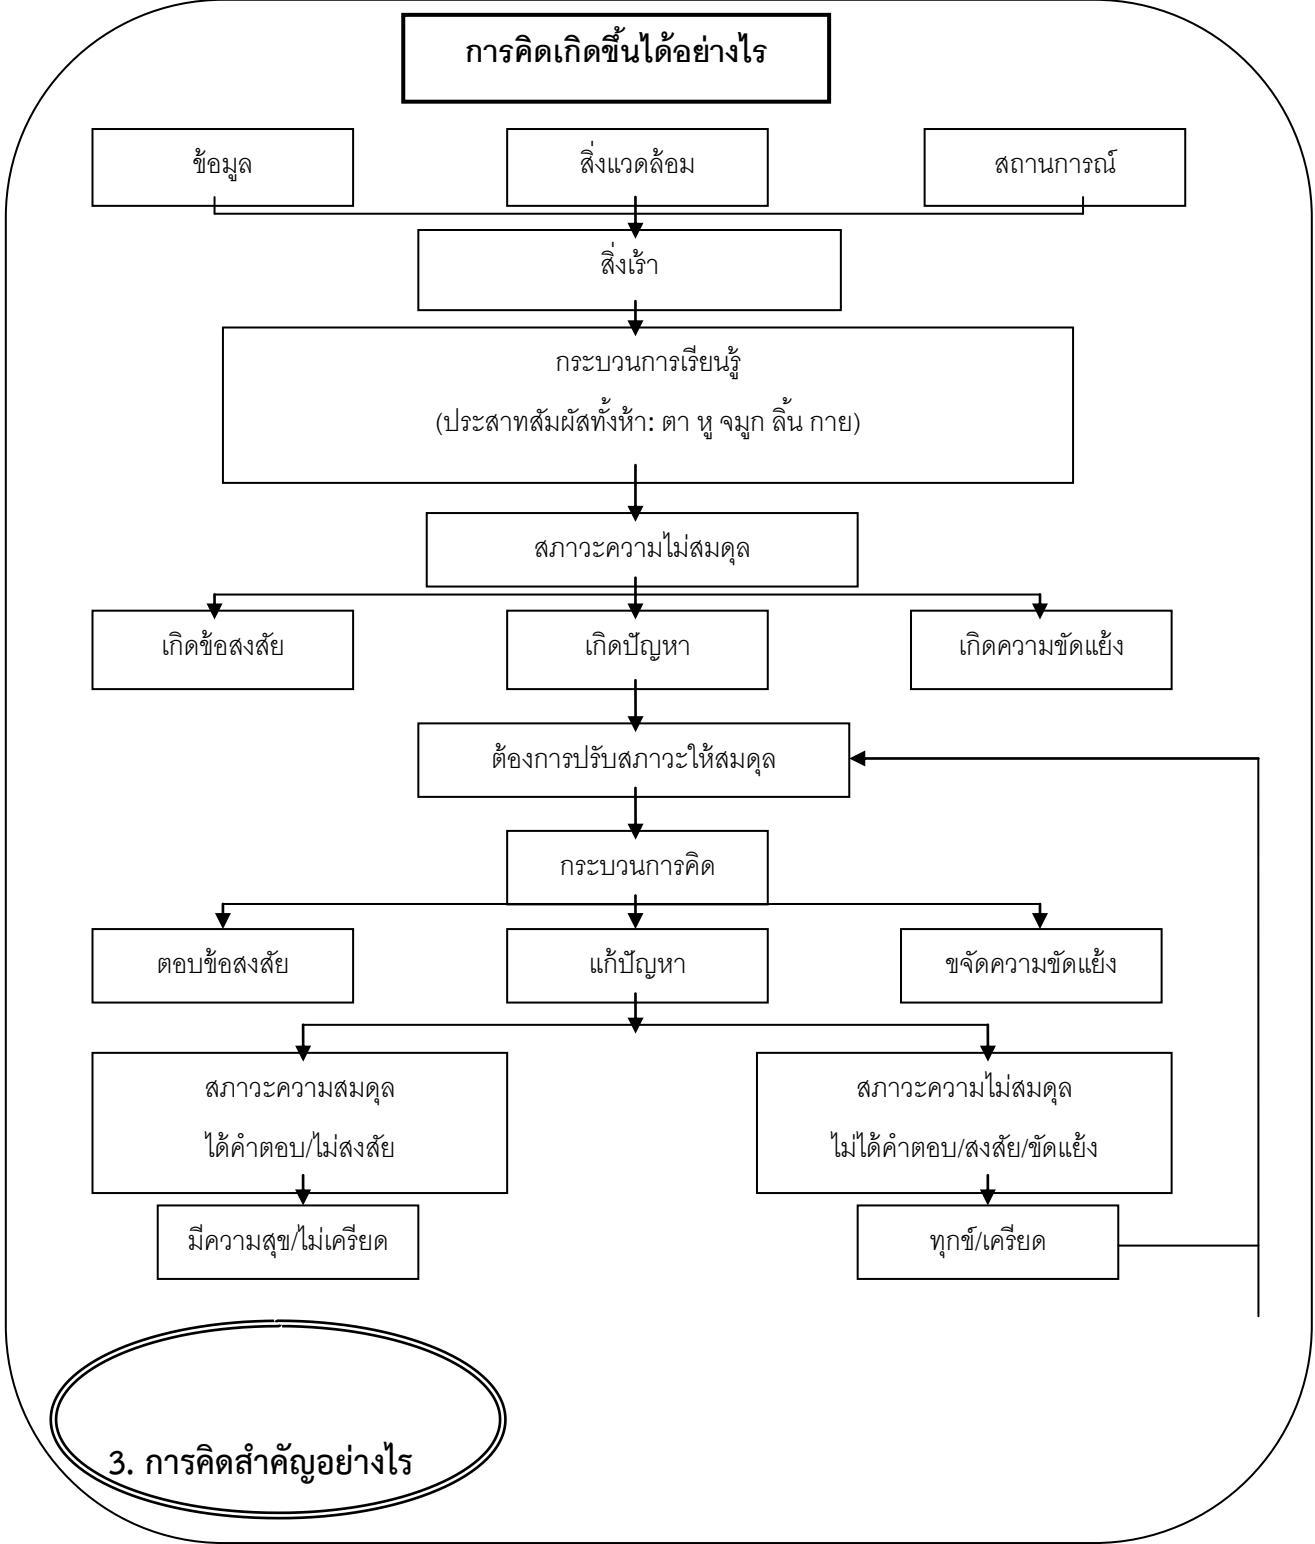 การคิดเกิดขึ้นได้อย่างไร
ข้อมูล
สิ่งแวดล้อม
สถานการณ์
สิ่งเร้า
กระบวนการเรียนรู้
(ประสาทสัมผัสทั้งห้า: ตา หู จมูก ลิ้น กาย)
สภาวะความไม่สมดุล
เกิดข้อสงสัย
เกิดปัญหา
เกิดความขัดแย้ง
ต้องการปรับสภาวะให้สมดุล
กระบวนการคิด
ตอบข้อสงสัย
แก้ปัญหา
ขจัดความขัดแย้ง
สภาวะความสมดุล
ได้คำตอบ/ไม่สงสัย
สภาวะความไม่สมดุล
ไม่ได้คำตอบ/สงสัย/ขัดแย้ง
มีความสุข/ไม่เครียด
ทุกข์/เครียด
3. การคิดสำคัญอย่างไร